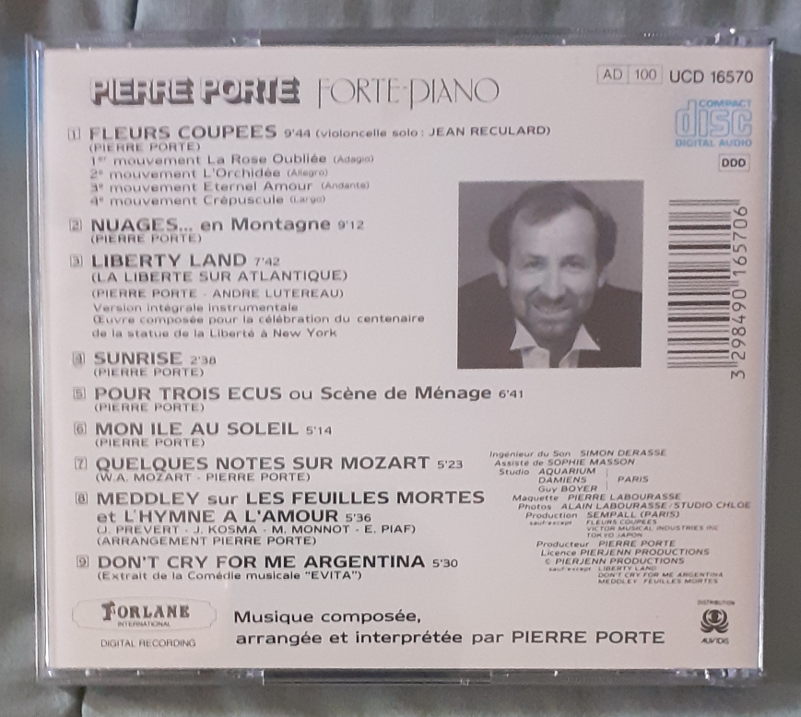 PIERRE PORTE FORTE-PIANO
AD 100 UCD 16570
COMPACT
disc
DIGITAL AUDIO
DDD
1 FLEURS COUPEES 9'44 (violoncelle solo : JEAN RECULARD)
(PIERRE PORTE)
1er mouvement La Rose Oubliée (Adagio)
2e mouvement L'Orchidée (Allegro)
3e mouvement Eternel Amour (Andante)
4e mouvement Crépuscule (Largo)
2 NUAGES... en Montagne 9'12
(PIERRE PORTE)
3 LIBERTY LAND 7'42
(LA LIBERTE SUR ATLANTIQUE)
(PIERRE PORTE - ANDRE LUTEREAU)
Version intégrale instrumentale
Œuvre composée pour la célébration du centenaire
de la statue de la Liberté à New York
4 SUNRISE 2'38
(PIERRE PORTE)
5 POUR TROIS ECUS ou Scène de Ménage 6'41
(PIERRE PORTE)
6 MON ILE AU SOLEIL 5'14
(PIERRE PORTE)
7 QUELQUES NOTES SUR MOZART 5'23
(W.A. MOZART - PIERRE PORTE)
8 MEDDLEY sur LES FEUILLES MORTES
et L'HYMNE A L'AMOUR 5'36
(J. PREVERT - J. KOSMA - M. MONNOT - E. PIAF)
(ARRANGEMENT PIERRE PORTE)
9 DON'T CRY FOR ME ARGENTINA 5'30
(Extrait de la Comédie musicale "EVITA")
3 298490 165706
Ingénieur du Son SIMON DERASSE
Assisté de SOPHIE MASSON
Studio AQUARIUM
DAMIENS PARIS
Guy BOYER
Maquette PIERRE LABOURASSE
Photos ALAIN LABOURASSE / STUDIO CHLOE
Production SEMPALL (PARIS)
sauf/except FLEURS COUPEES
VICTOR MUSICAL INDUSTRIES INC
TOKYO JAPON
Producteur PIERRE PORTE
Licence PIERJENN PRODUCTIONS
© PIERJENN PRODUCTIONS
sauf/except LIBERTY LAND
DON'T CRY FOR ME ARGENTINA
MEDDLEY FEUILLES MORTES
FORLANE
INTERNATIONAL
DIGITAL RECORDING
Musique composée,
arrangée et interprétée par PIERRE PORTE
DISTRIBUTION
AUVIDIS